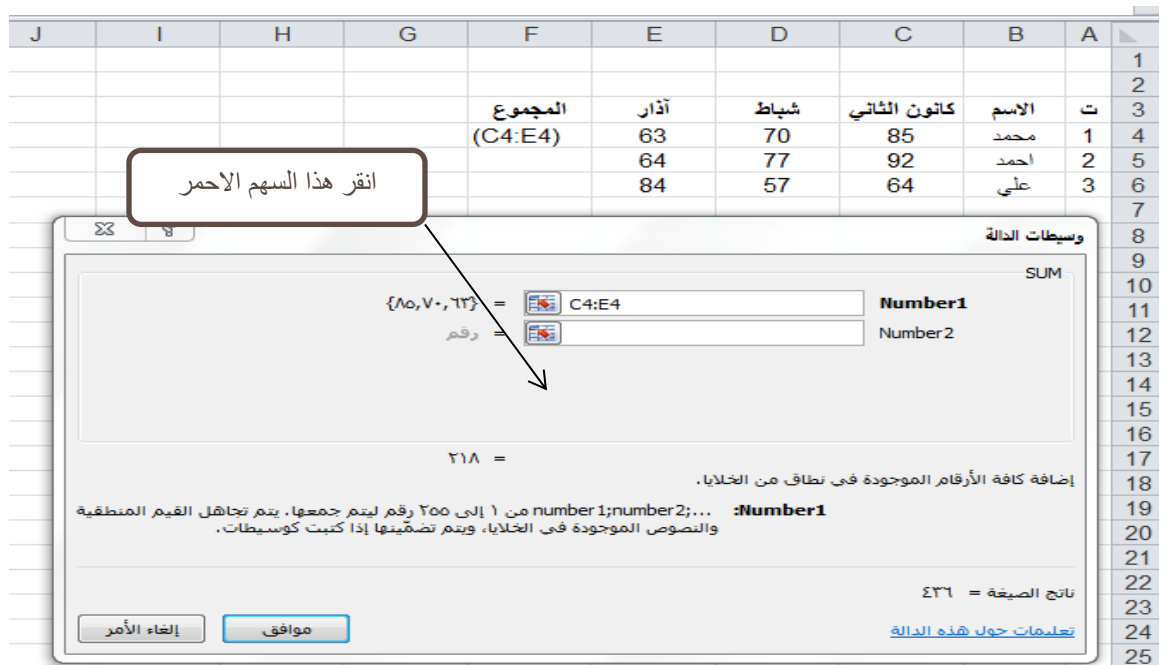 A B C D E F G H I J
1
2
3 ت الاسم كانون الثاني شباط آذار المجموع
4 1 محمد 85 70 63 (C4:E4)
5 2 احمد 92 77 64
6 3 علي 64 57 84
انقر هذا السهم الاحمر
7
8 وسيطات الدالة
9
SUM
10
Number1 C4:E4 = {٨٥,٧٠,٦٣}
11
Number2 = رقم
12
13
14
15
16
17 = ٢١٨
18 إضافة كافة الأرقام الموجودة في نطاق من الخلايا.
19 Number1: number1;number2;... من ١ إلى ٢٥٥ رقم ليتم جمعها. يتم تجاهل القيم المنطقية
20 والنصوص الموجودة في الخلايا، ويتم تضمّينها إذا كتبت كوسيطات.
21
22 ناتج الصيغة = ٤٣٦
23
24 تعليمات حول هذه الدالة موافق إلغاء الأمر
25